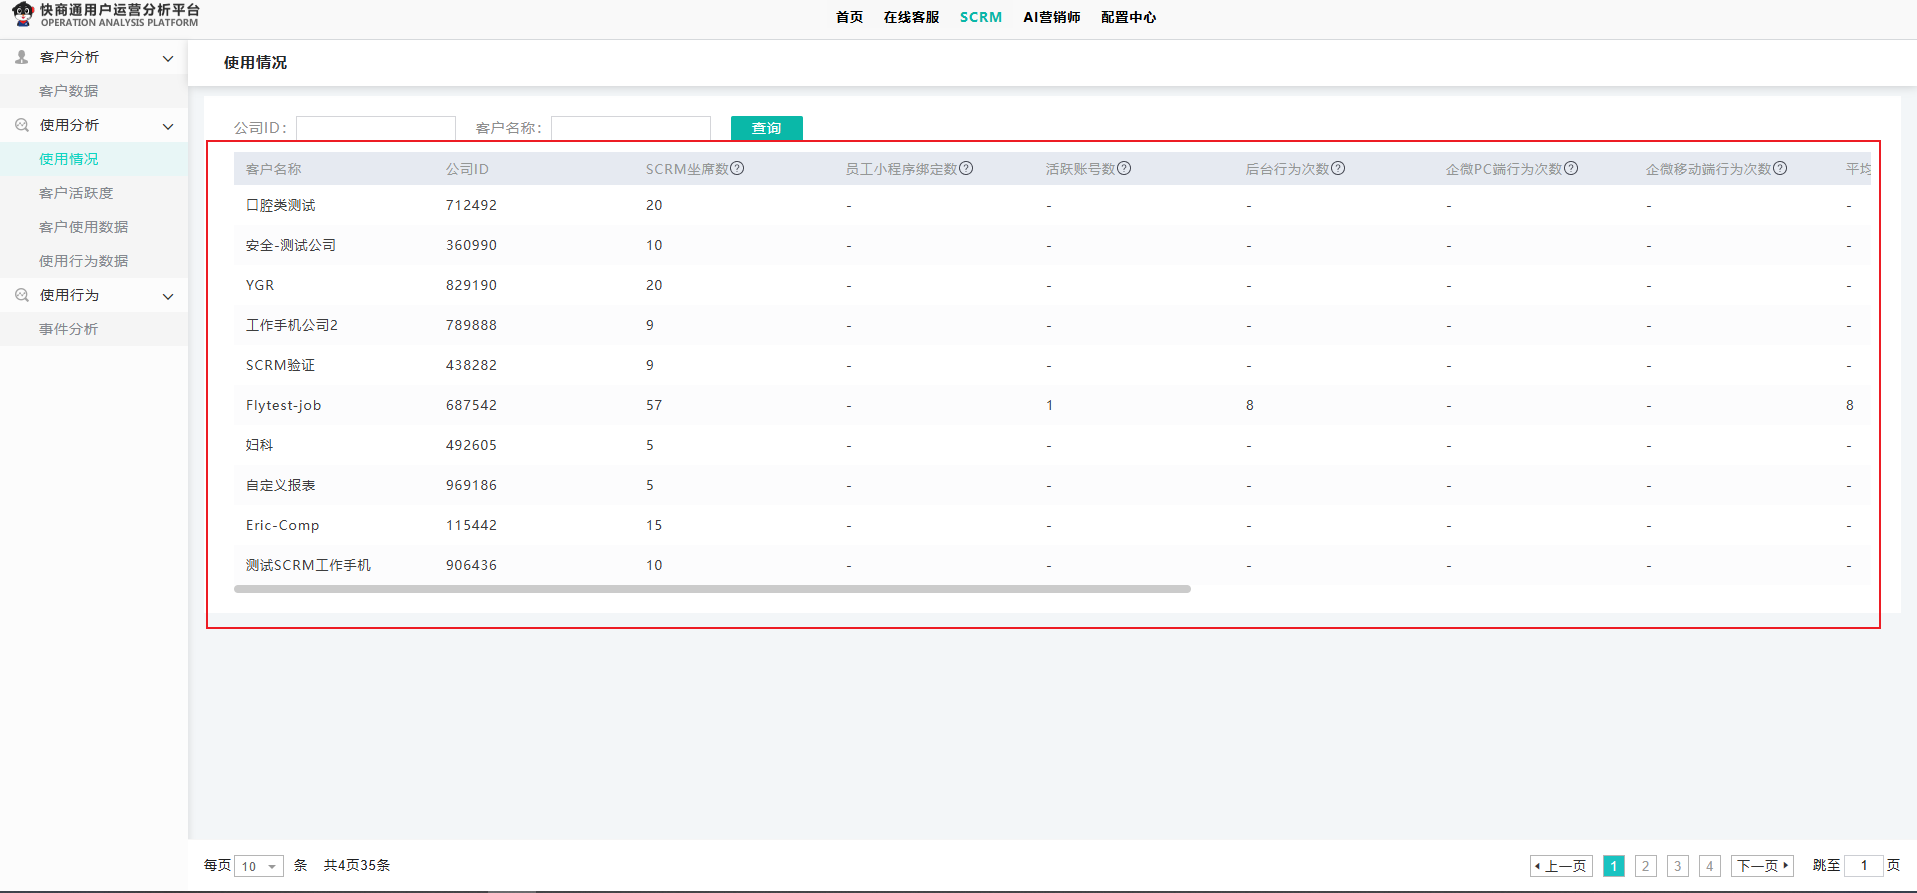 快商通用户运营分析平台
OPERATION ANALYSIS PLATFORM
首页 在线客服 SCRM AI营销师 配置中心
客户分析
客户数据
使用分析
使用情况
客户活跃度
客户使用数据
使用行为数据
使用行为
事件分析
使用情况
公司ID： 客户名称： 查询
客户名称 公司ID SCRM坐席数? 员工小程序绑定数? 活跃账号数? 后台行为次数? 企微PC端行为次数? 企微移动端行为次数? 平均
口腔类测试 712492 20 - - - - - -
安全-测试公司 360990 10 - - - - - -
YGR 829190 20 - - - - - -
工作手机公司2 789888 9 - - - - - -
SCRM验证 438282 9 - - - - - -
Flytest-job 687542 57 - 1 8 - - 8
妇科 492605 5 - - - - - -
自定义报表 969186 5 - - - - - -
Eric-Comp 115442 15 - - - - - -
测试SCRM工作手机 906436 10 - - - - - -
每页 10 条 共4页35条 上一页 1 2 3 4 下一页 跳至 1 页